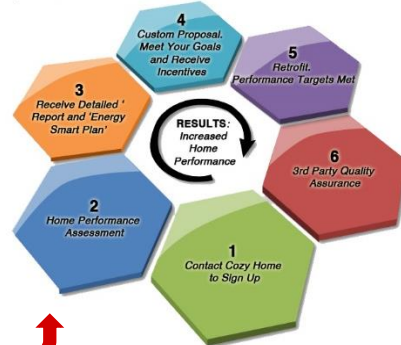 4
Custom Proposal.
Meet Your Goals
and Receive
Incentives
5
Retrofit.
Performance Targets Met
3
Receive Detailed '
Report and 'Energy
Smart Plan'
RESULTS:
Increased
Home
Performance
6
3rd Party Quality
Assurance
2
Home Performance
Assessment
1
Contact Cozy Home
to Sign Up